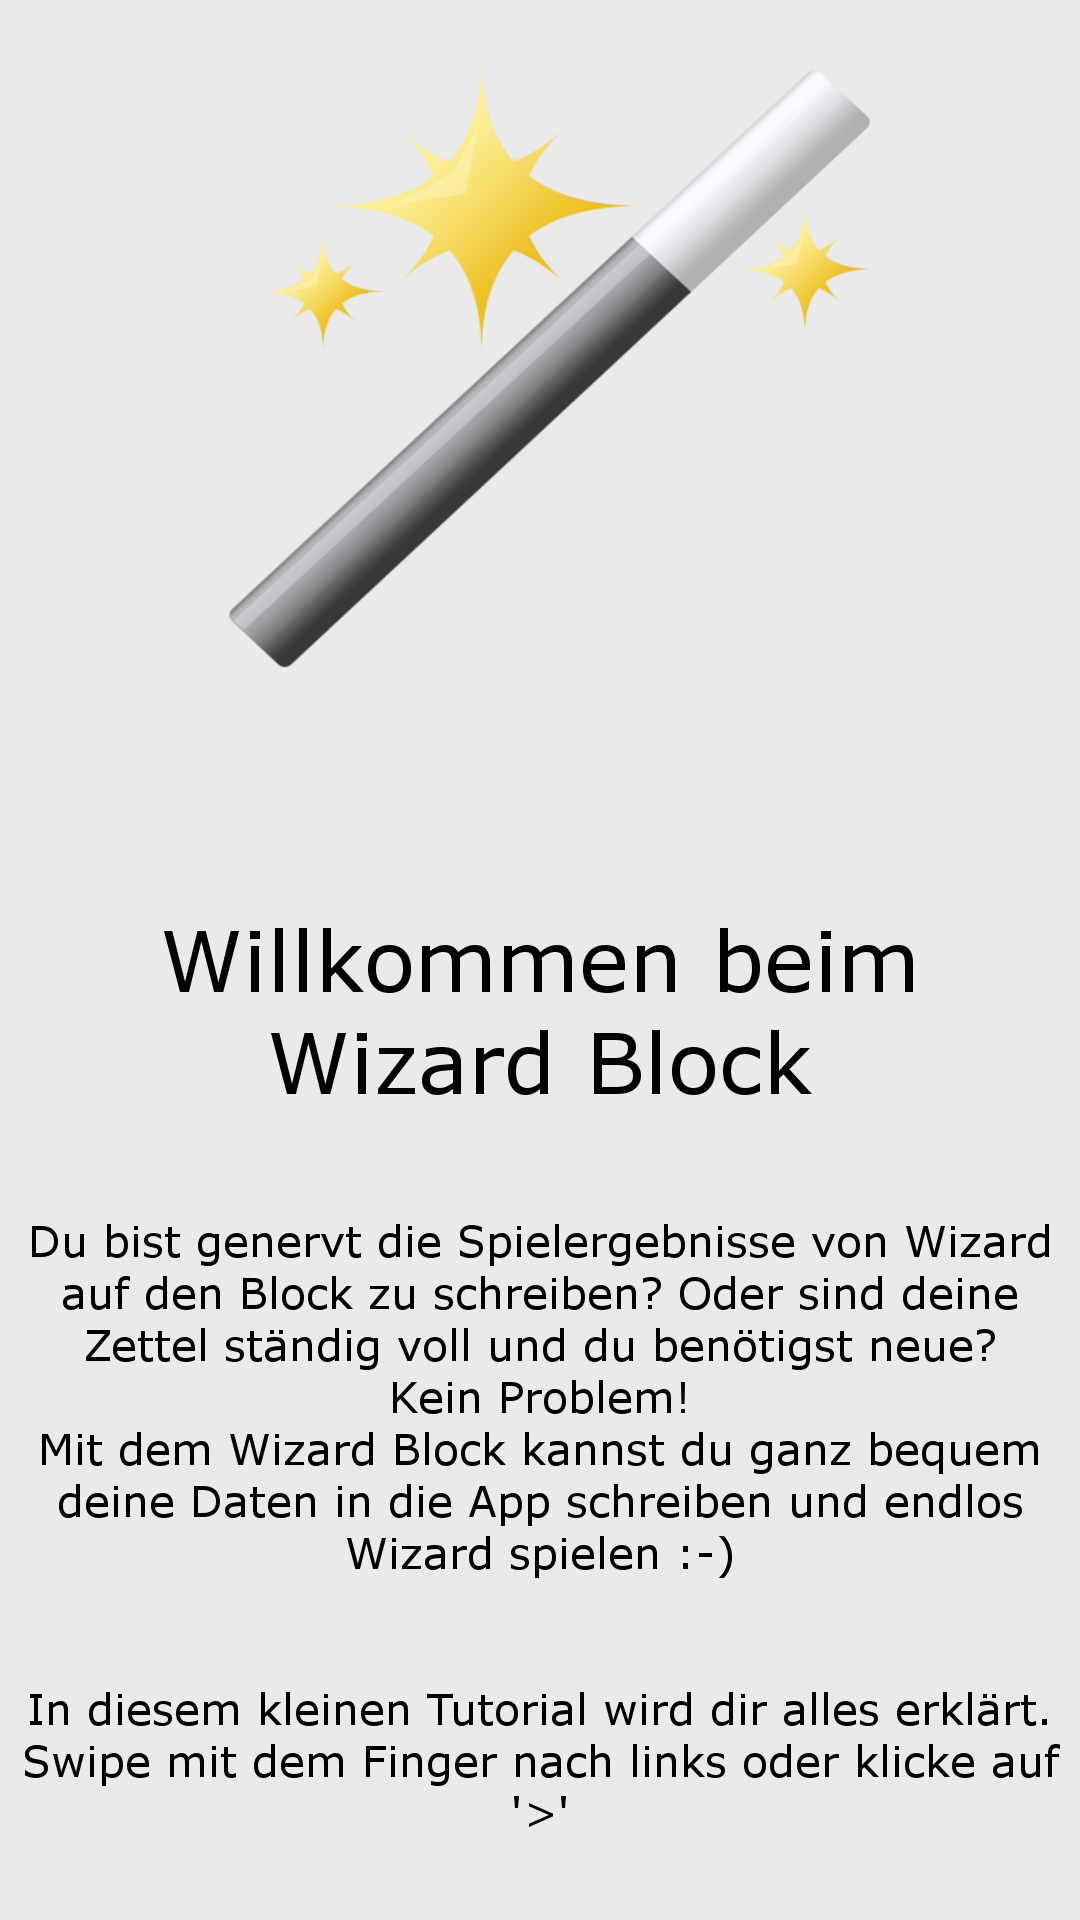 Willkommen beim
Wizard Block
Du bist genervt die Spielergebnisse von Wizard
auf den Block zu schreiben? Oder sind deine
Zettel ständig voll und du benötigst neue?
Kein Problem!
Mit dem Wizard Block kannst du ganz bequem
deine Daten in die App schreiben und endlos
Wizard spielen :-)
In diesem kleinen Tutorial wird dir alles erklärt.
Swipe mit dem Finger nach links oder klicke auf
'>'